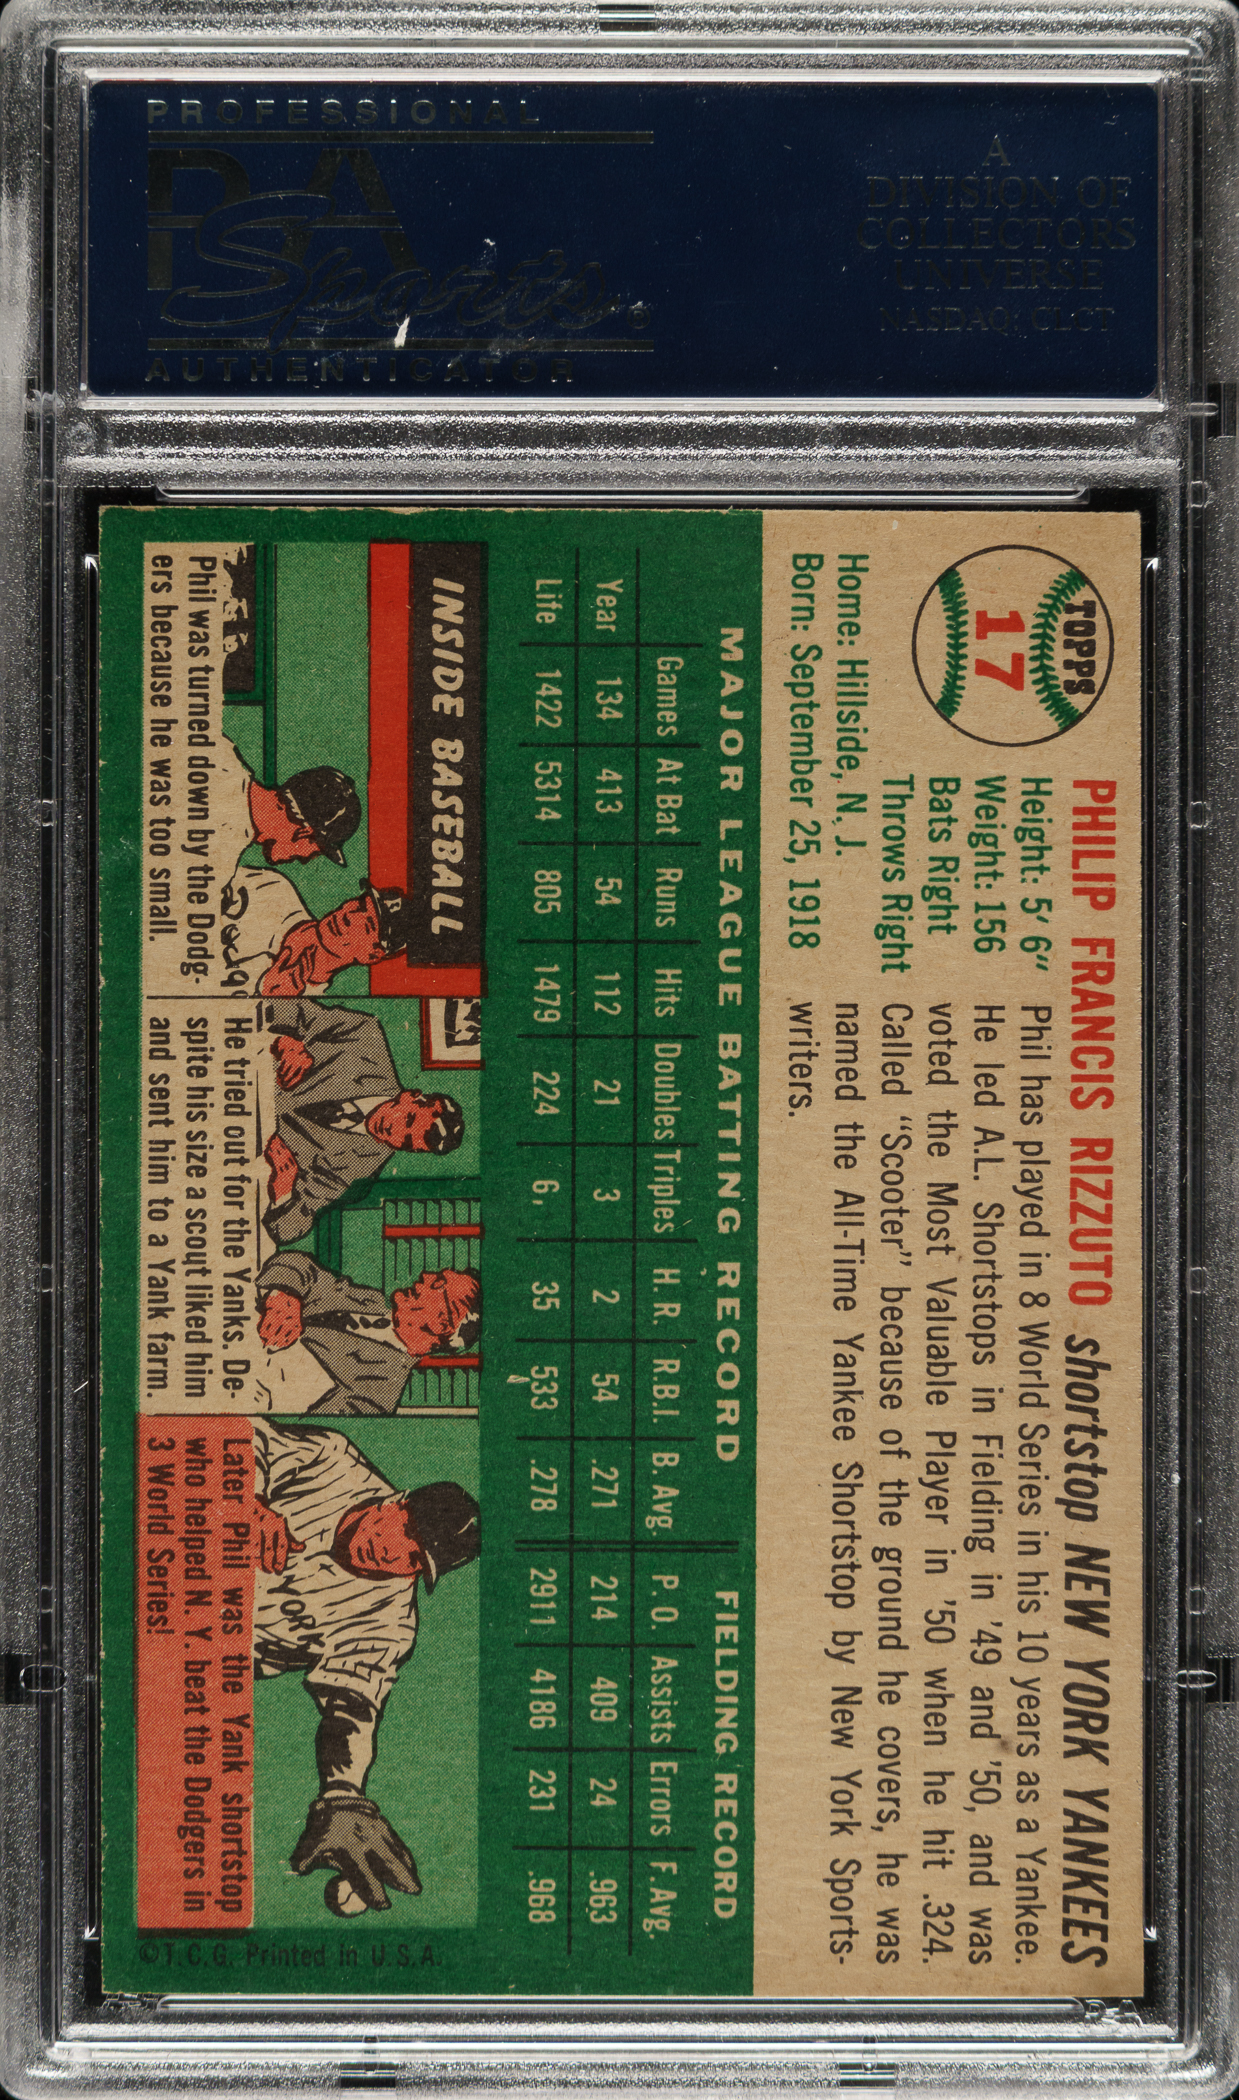 PROFESSIONAL
PSA
Sports®
AUTHENTICATOR
A
DIVISION OF
COLLECTORS
UNIVERSE
NASDAQ: CLCT
TOPPS
17
PHILIP FRANCIS RIZZUTO shortstop NEW YORK YANKEES
Height: 5′ 6″
Weight: 156
Bats Right
Throws Right
Home: Hillside, N. J.
Born: September 25, 1918
Phil has played in 8 World Series in his 10 years as a Yankee.
He led A.L. Shortstops in Fielding in '49 and '50, and was
voted the Most Valuable Player in '50 when he hit .324.
Called “Scooter” because of the ground he covers, he was
named the All-Time Yankee Shortstop by New York Sports-
writers.
MAJOR LEAGUE BATTING RECORD FIELDING RECORD
Games At Bat Runs Hits Doubles Triples H. R. R.B.I. B. Avg. P. O. Assists Errors F. Avg.
Year 134 413 54 112 21 3 2 54 .271 214 409 24 .963
Life 1422 5314 805 1479 224 6, 35 533 .278 2911 4186 231 .968
INSIDE BASEBALL
B
Phil was turned down by the Dodg-
ers because he was too small.
He tried out for the Yanks. De-
spite his size a scout liked him
and sent him to a Yank farm.
YORK
Later Phil was the Yank shortstop
who helped N. Y. beat the Dodgers in
3 World Series!
©T.C.G. Printed in U.S.A.